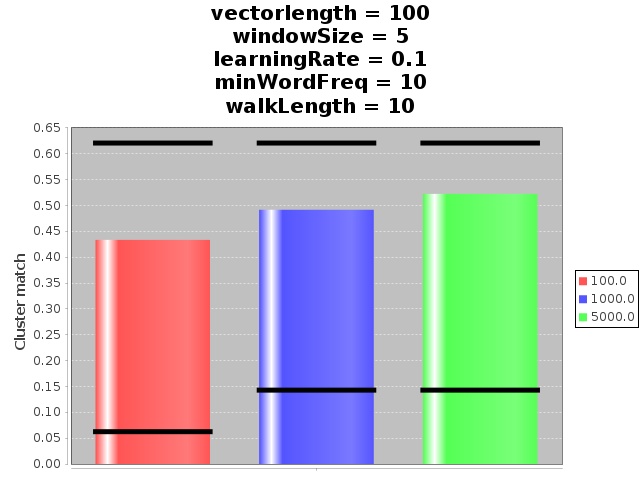 vectorlength = 100
windowSize = 5
learningRate = 0.1
minWordFreq = 10
walkLength = 10
0.65
0.60
0.55
0.50
0.45
0.40
0.35
0.30
0.25
0.20
0.15
0.10
0.05
0.00
Cluster match
100.0
1000.0
5000.0